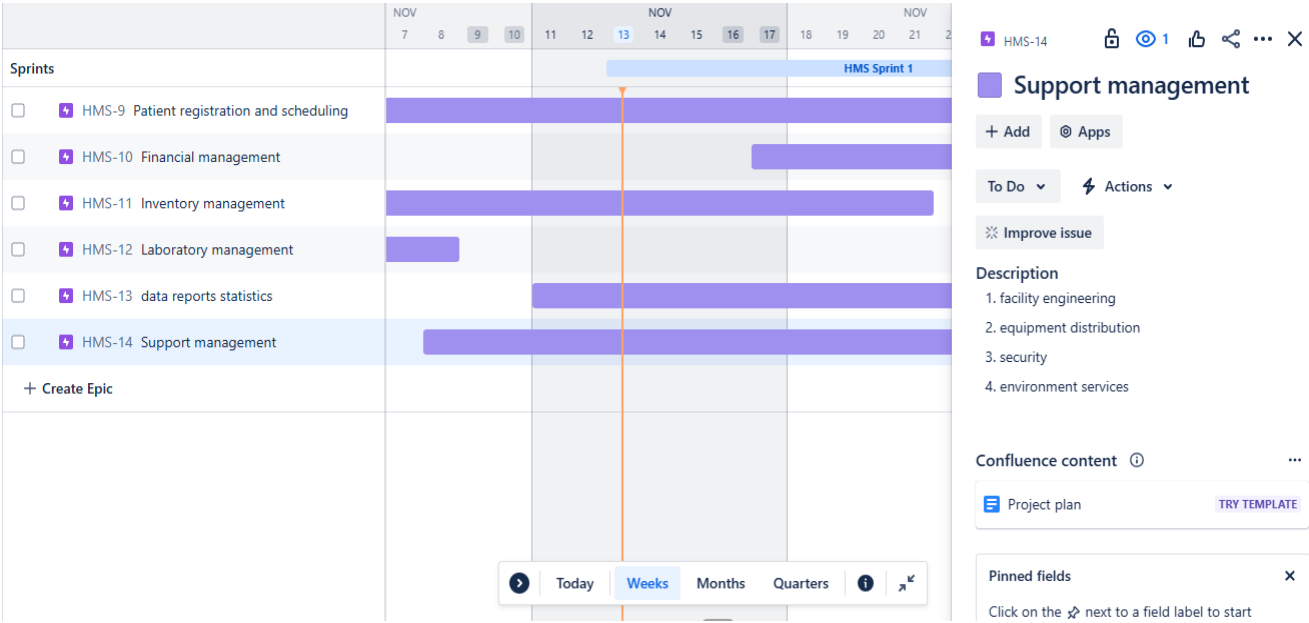 NOV NOV NOV
7 8 9 10 11 12 13 14 15 16 17 18 19 20 21
Sprints
HMS Sprint 1
HMS-9 Patient registration and scheduling
HMS-10 Financial management
HMS-11 Inventory management
HMS-12 Laboratory management
HMS-13 data reports statistics
HMS-14 Support management
+ Create Epic
Today Weeks Months Quarters
HMS-14 1
Support management
+ Add Apps
To Do Actions
Improve issue
Description
1. facility engineering
2. equipment distribution
3. security
4. environment services
Confluence content
Project plan TRY TEMPLATE
Pinned fields
Click on the next to a field label to start